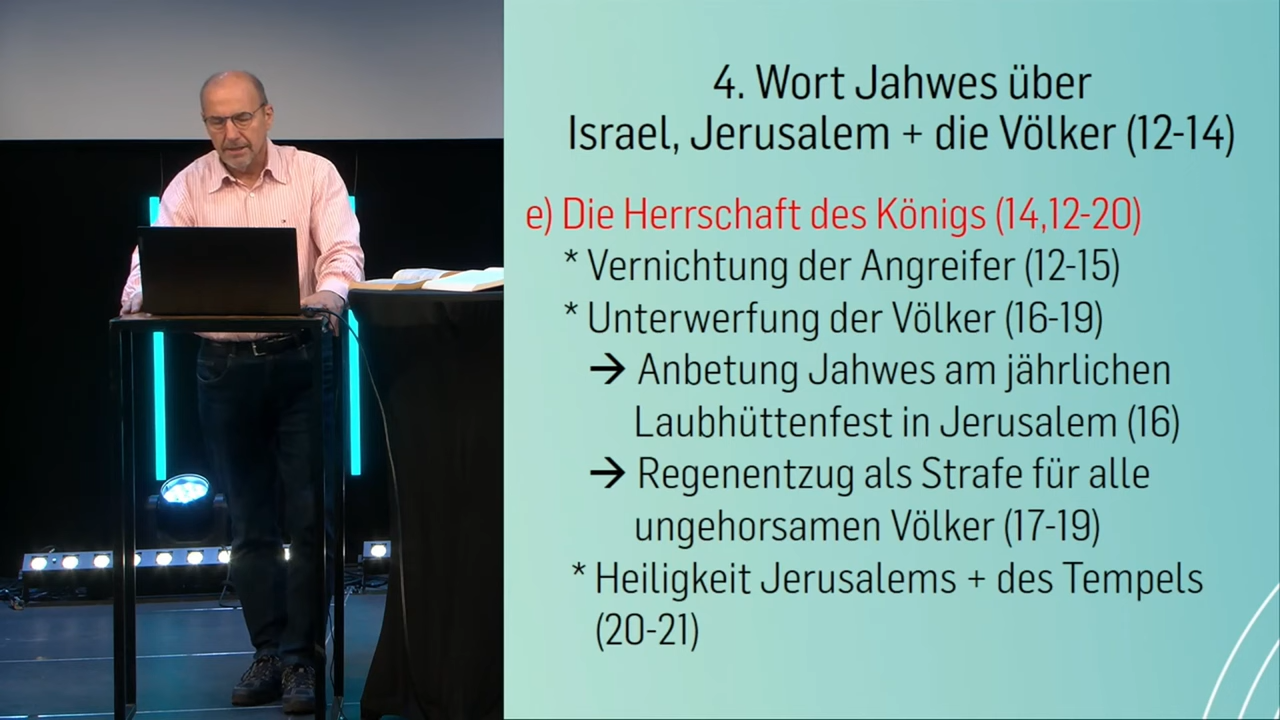 4. Wort Jahwes über
Israel, Jerusalem + die Völker (12-14)
e) Die Herrschaft des Königs (14,12-20)
* Vernichtung der Angreifer (12-15)
* Unterwerfung der Völker (16-19)
→ Anbetung Jahwes am jährlichen
Laubhüttenfest in Jerusalem (16)
→ Regenentzug als Strafe für alle
ungehorsamen Völker (17-19)
* Heiligkeit Jerusalems + des Tempels
(20-21)